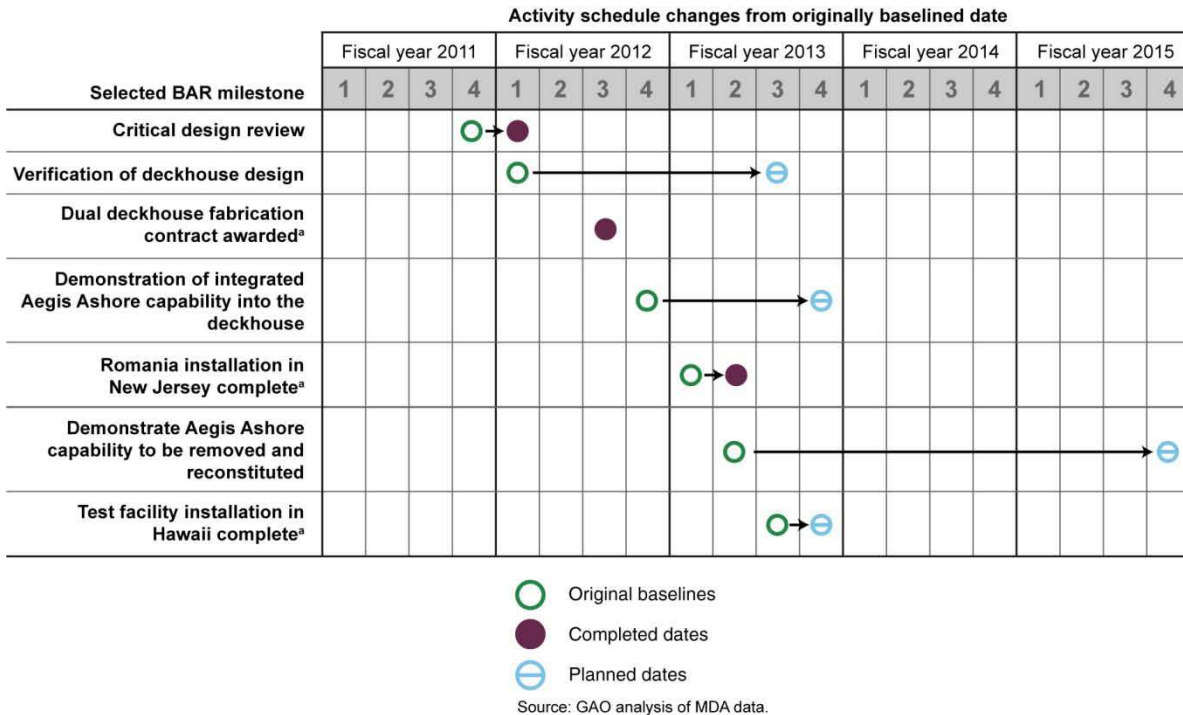 Activity schedule changes from originally baselined date
Fiscal year 2011 Fiscal year 2012 Fiscal year 2013 Fiscal year 2014 Fiscal year 2015
Selected BAR milestone 1 2 3 4 1 2 3 4 1 2 3 4 1 2 3 4 1 2 3 4
Critical design review
Verification of deckhouse design
Dual deckhouse fabrication
contract awardedᵃ
Demonstration of integrated
Aegis Ashore capability into the
deckhouse
Romania installation in
New Jersey completeᵃ
Demonstrate Aegis Ashore
capability to be removed and
reconstituted
Test facility installation in
Hawaii completeᵃ
Original baselines
Completed dates
Planned dates
Source: GAO analysis of MDA data.